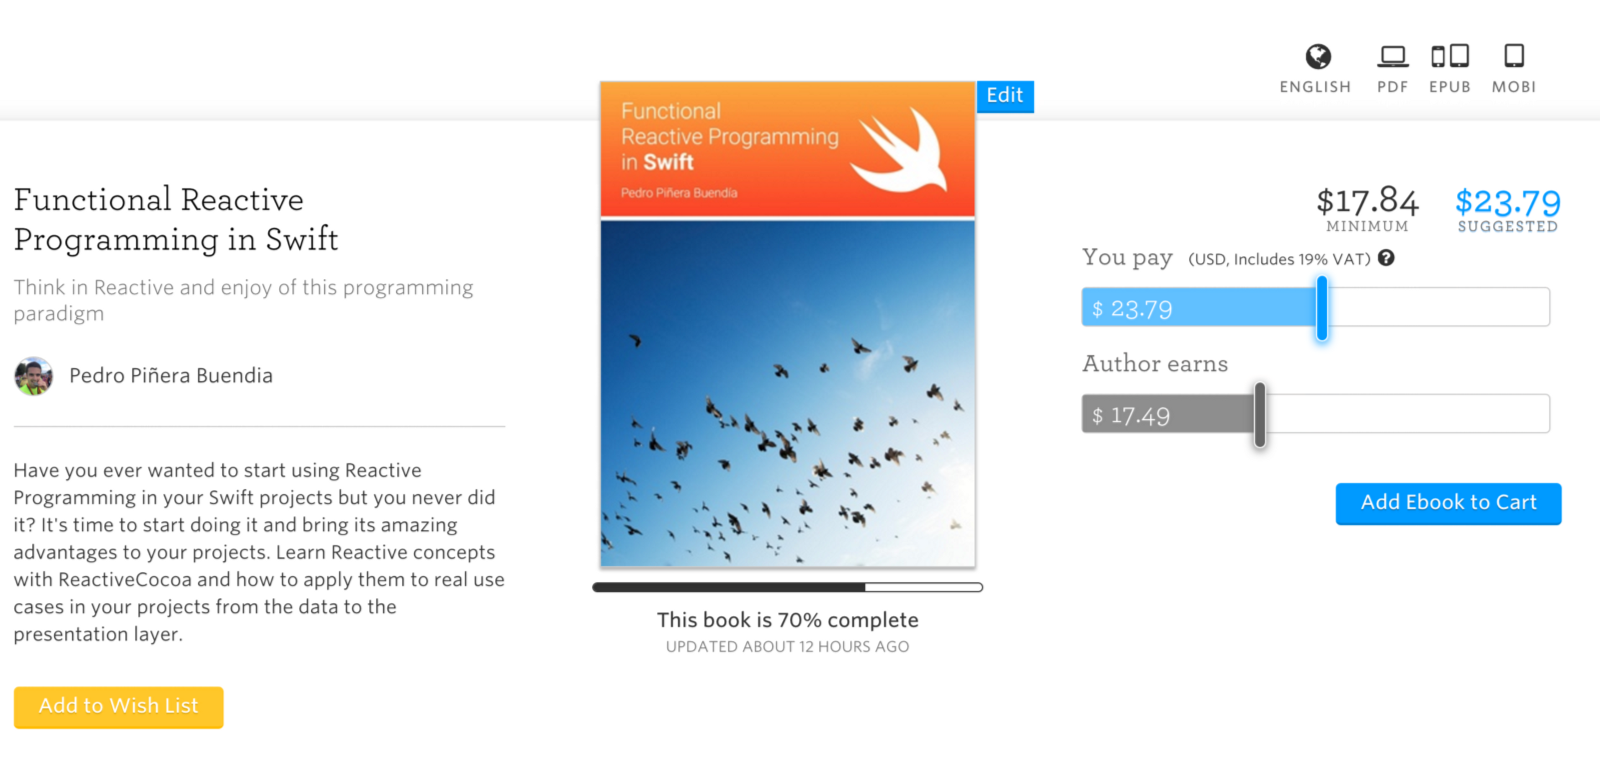 ENGLISH PDF EPUB MOBI
Edit
Functional
Reactive Programming
in Swift
Pedro Piñera Buendía
Functional Reactive
Programming in Swift
Think in Reactive and enjoy of this programming
paradigm
Pedro Piñera Buendia
Have you ever wanted to start using Reactive
Programming in your Swift projects but you never did
it? It's time to start doing it and bring its amazing
advantages to your projects. Learn Reactive concepts
with ReactiveCocoa and how to apply them to real use
cases in your projects from the data to the
presentation layer.
Add to Wish List
This book is 70% complete
UPDATED ABOUT 12 HOURS AGO
$17.84 $23.79
MINIMUM SUGGESTED
You pay (USD, Includes 19% VAT) ?
$ 23.79
Author earns
$ 17.49
Add Ebook to Cart